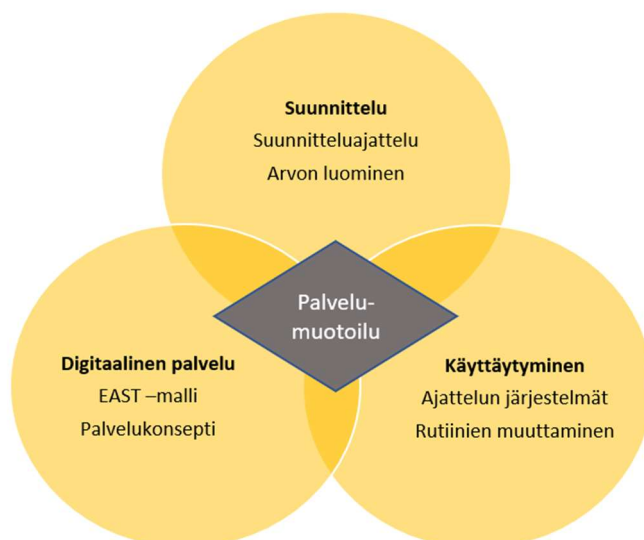 Suunnittelu
Suunnitteluajattelu
Arvon luominen
Palvelu-
muotoilu
Digitaalinen palvelu
EAST –malli
Palvelukonsepti
Käyttäytyminen
Ajattelun järjestelmät
Rutiinien muuttaminen